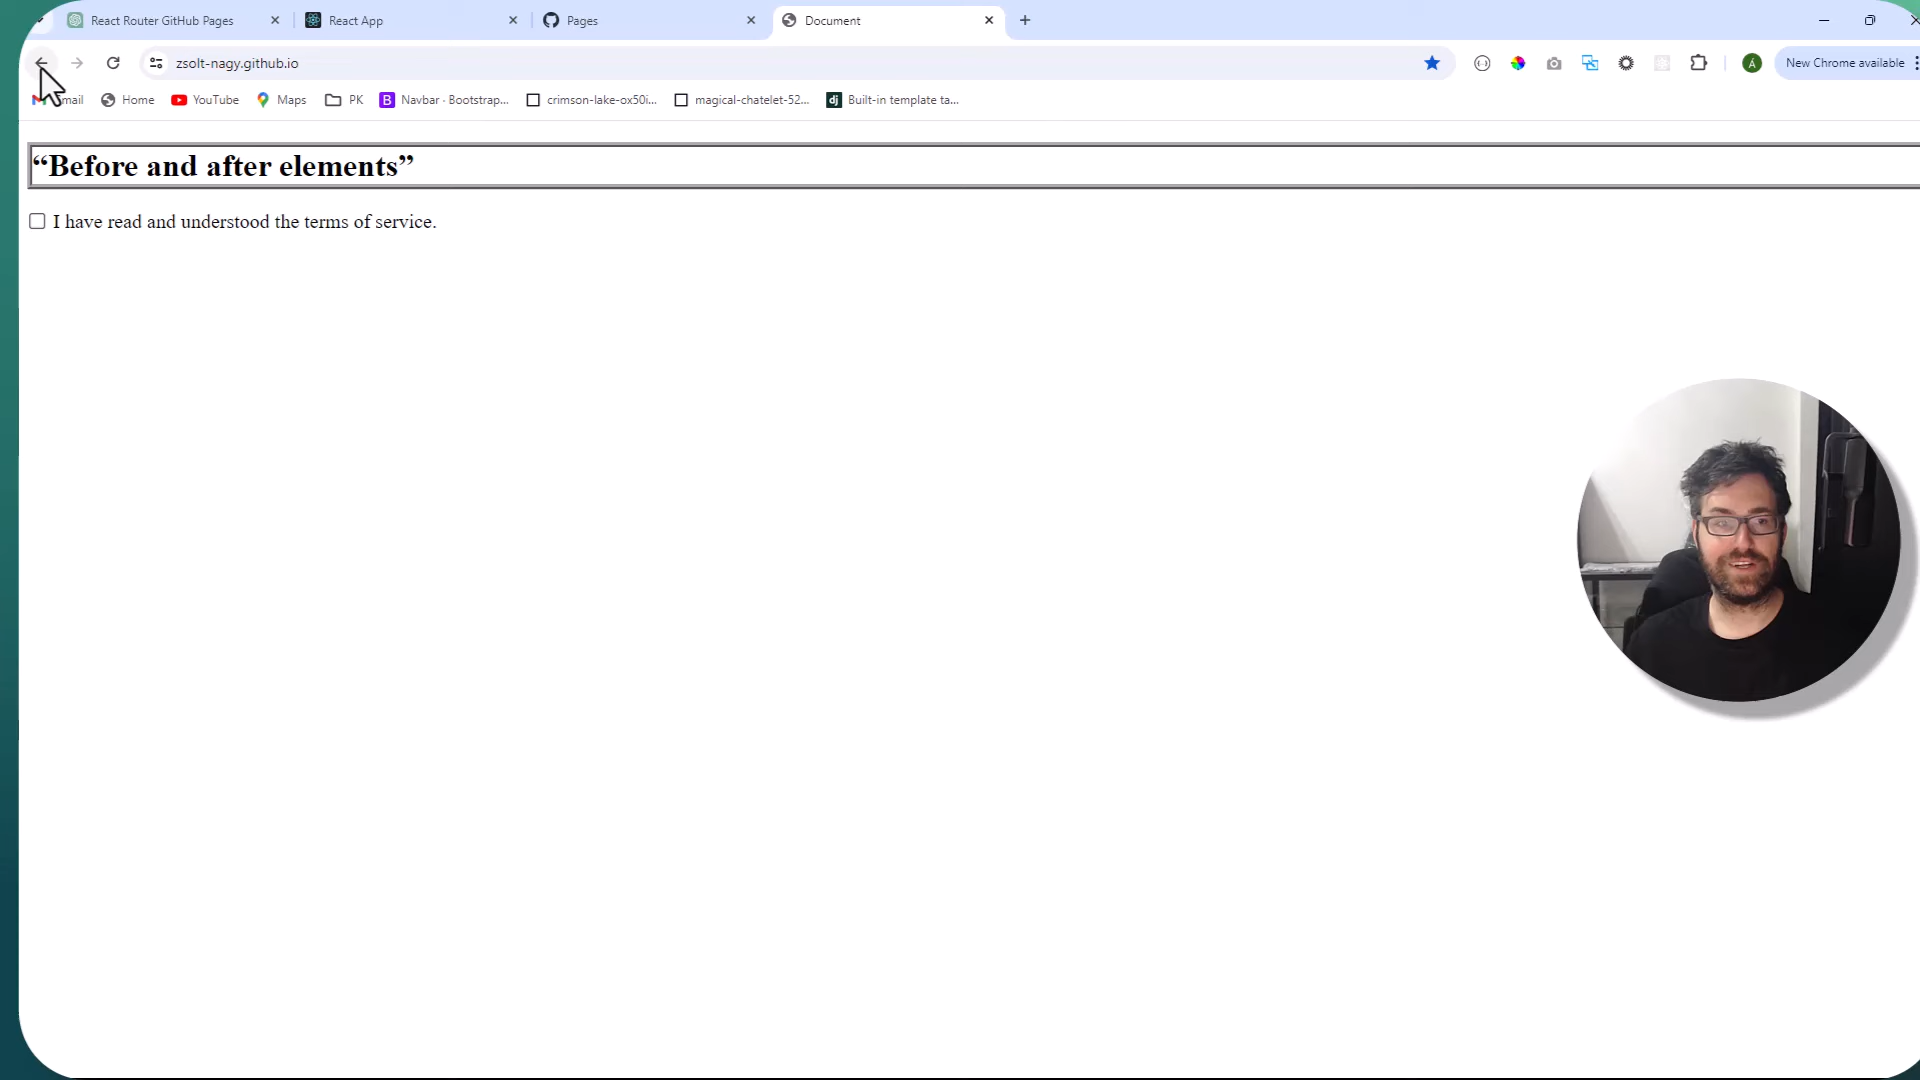 React Router GitHub Pages
React App
Pages
Document
zsolt-nagy.github.io
New Chrome available
Home
YouTube
Maps
PK
B
Navbar · Bootstrap...
crimson-lake-ox50i...
magical-chatelet-52...
dj
Built-in template ta...
“Before and after elements”
I have read and understood the terms of service.